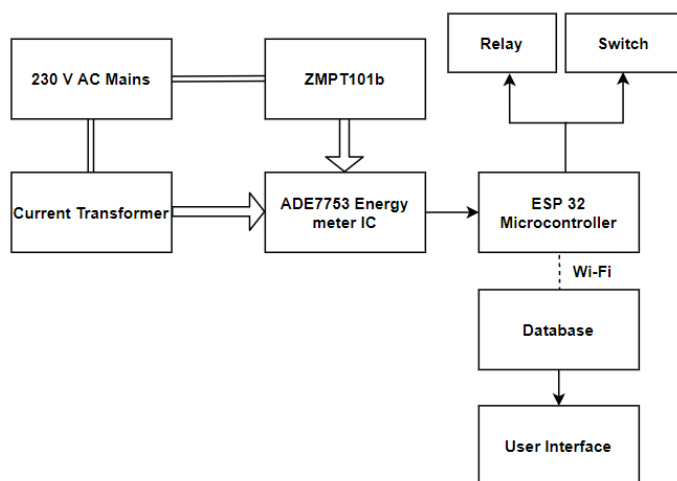 Relay
Switch
230 V AC Mains
ZMPT101b
Current Transformer
ADE7753 Energy
meter IC
ESP 32
Microcontroller
Wi-Fi
Database
User Interface